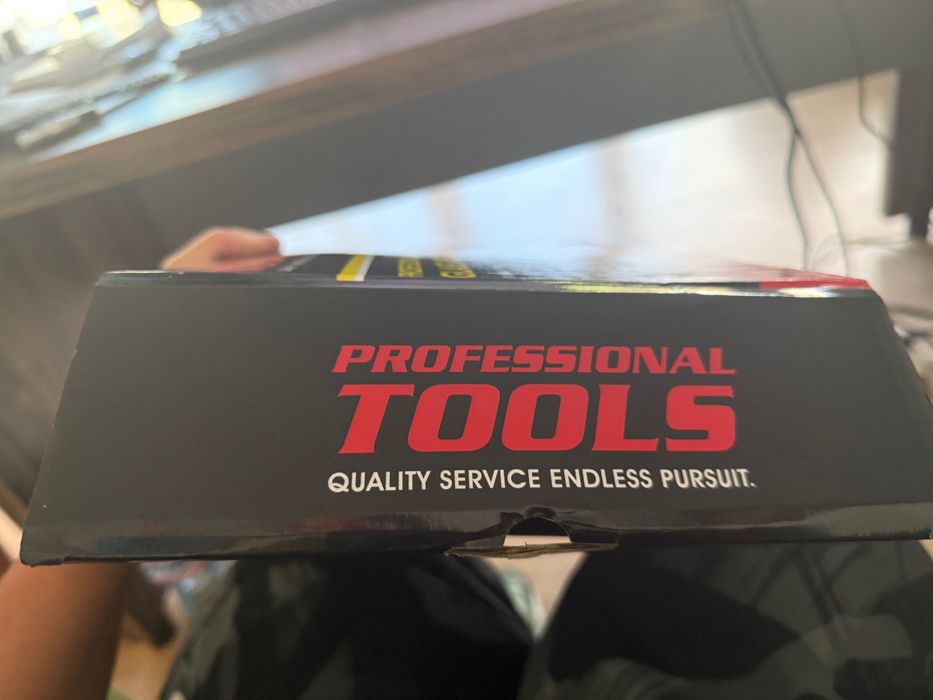 PROFESSIONAL
TOOLS
QUALITY SERVICE ENDLESS PURSUIT.